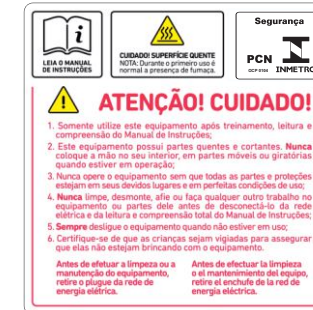 LEIA O MANUAL
DE INSTRUÇÕES
CUIDADO! SUPERFÍCIE QUENTE
NOTA: Durante o primeiro uso é
normal a presença de fumaça.
Segurança
PCN
OCP 0109
INMETRO
ATENÇÃO! CUIDADO!
1. Somente utilize este equipamento após treinamento, leitura e
compreensão do Manual de Instruções;
2. Este equipamento possui partes quentes e cortantes. Nunca
coloque a mão no seu interior, em partes móveis ou giratórias
quando estiver em operação;
3. Nunca opere o equipamento sem que todas as partes e proteções
estejam em seus devidos lugares e em perfeitas condições de uso;
4. Nunca limpe, desmonte, afie ou faça qualquer outro trabalho no
equipamento ou partes dele antes de desconectá-lo da rede
elétrica e da leitura e compreensão total do Manual de Instruções;
5. Sempre desligue o equipamento quando não estiver em uso;
6. Certifique-se de que as crianças sejam vigiadas para assegurar
que elas não estejam brincando com o equipamento.
Antes de efetuar a limpeza ou a
manutenção do equipamento,
retire o plugue da rede de
energia elétrica.
Antes de efectuar la limpieza
o el mantenimiento del equipo,
retire el enchufe de la red de
energía eléctrica.